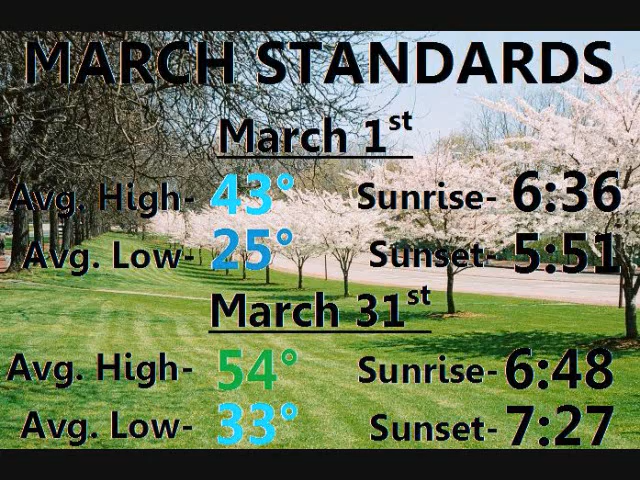 MARCH STANDARDS
March 1st
Avg. High- 43° Sunrise- 6:36
Avg. Low- 25° Sunset- 5:51
March 31st
Avg. High- 54° Sunrise- 6:48
Avg. Low- 33° Sunset- 7:27